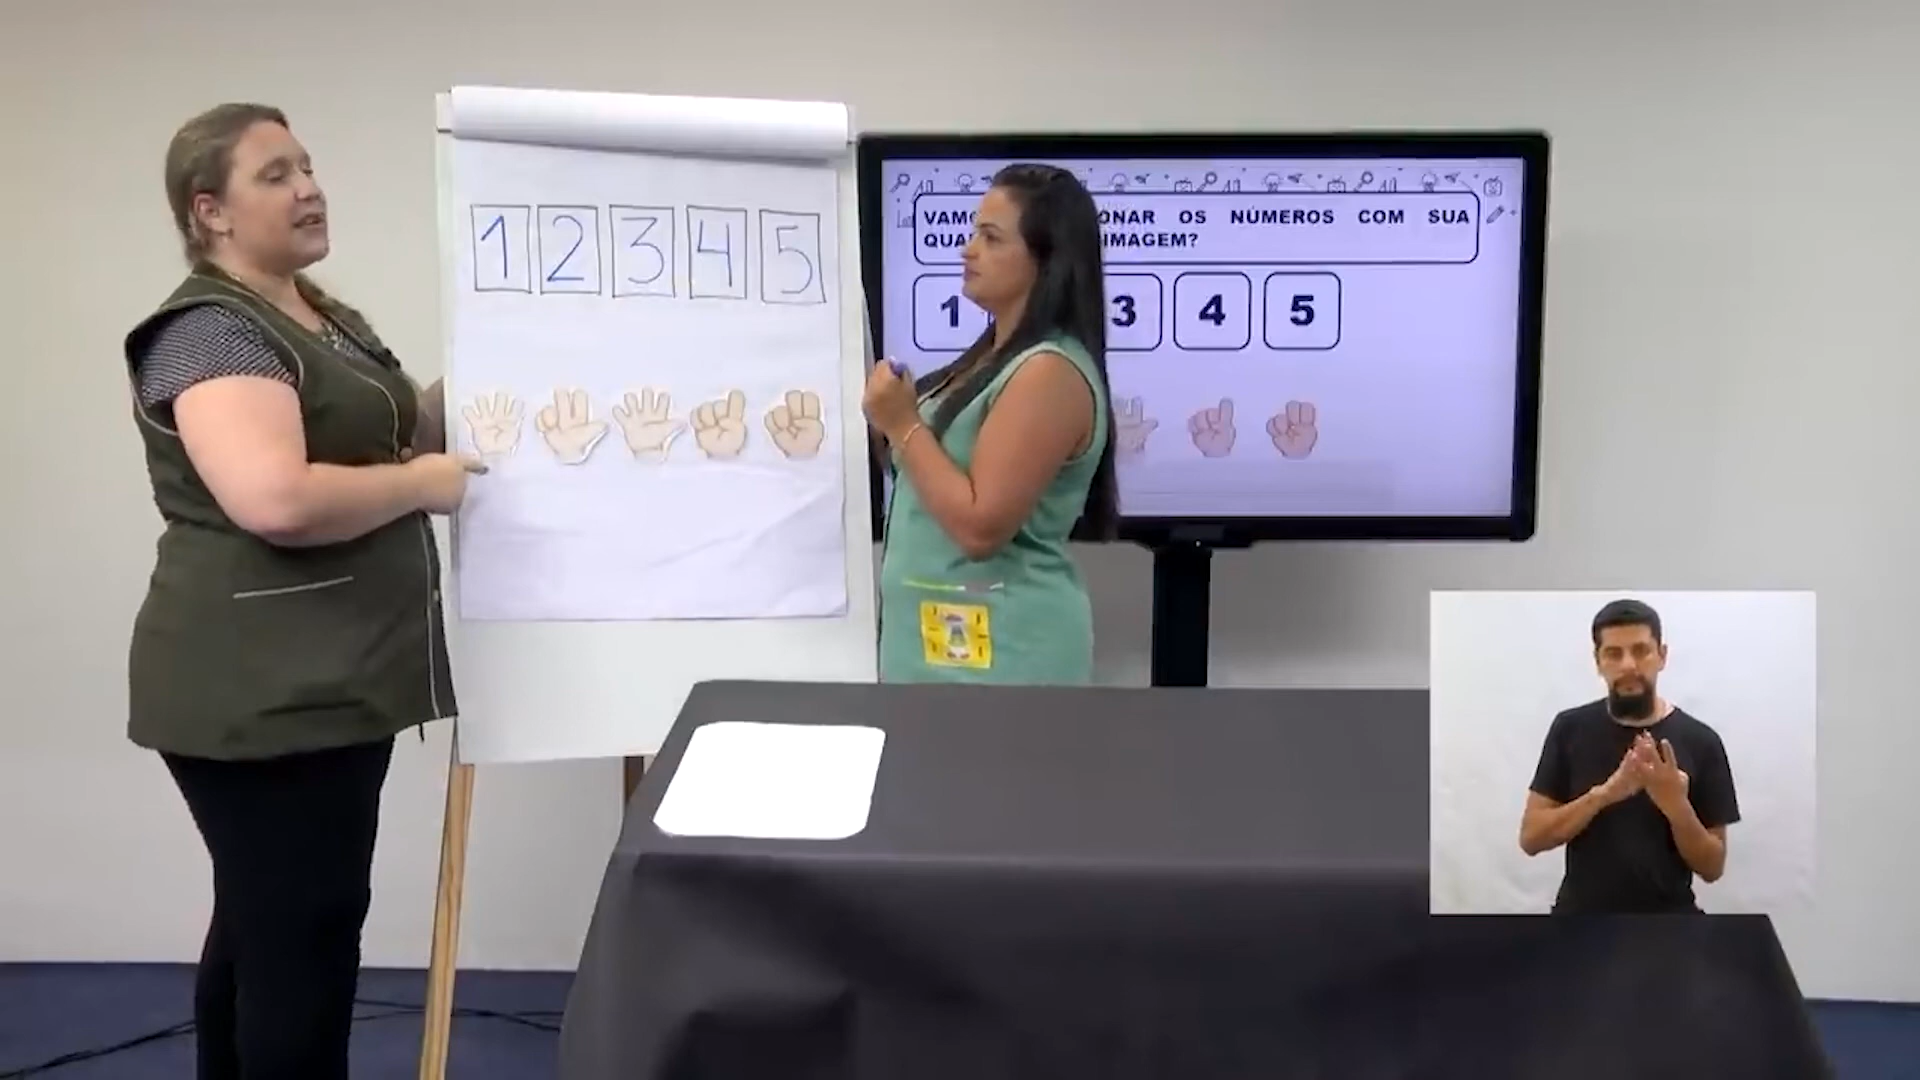 1 2 3 4 5
VAMO ONAR OS NÚMEROS COM SUA
QUA IMAGEM?
1 3 4 5